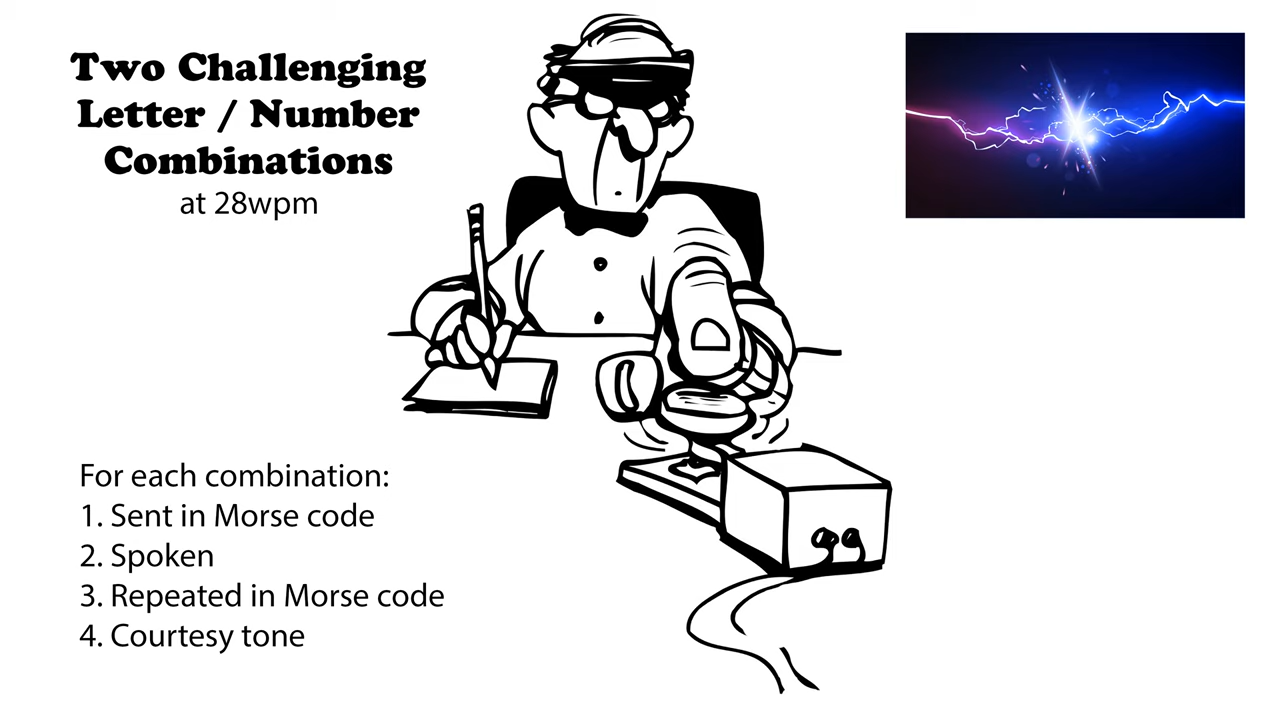 Two Challenging
Letter / Number
Combinations
at 28wpm
For each combination:
1. Sent in Morse code
2. Spoken
3. Repeated in Morse code
4. Courtesy tone